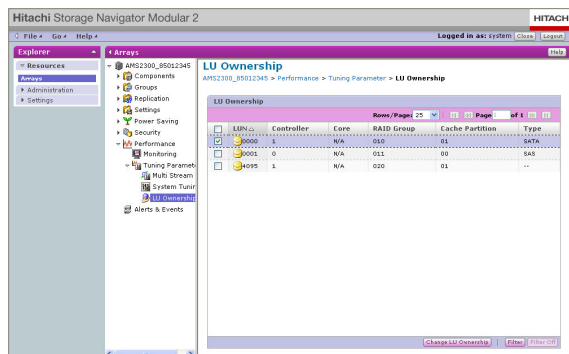 Hitachi Storage Navigator Modular 2
HITACHI
File Go Help
Logged in as: system Close Logout
Explorer
Arrays
Help
Resources
Arrays
Administration
Settings
AMS2300_85012345
Components
Groups
Replication
Settings
Power Saving
Security
Performance
Monitoring
Tuning Paramet
Multi Stream
System Tunin
LU Ownership
Alerts & Events
LU Ownership
AMS2300_85012345 > Performance > Tuning Parameter > LU Ownership
LU Ownership
Rows/Page: 25 Page 1 of 1
LUN Controller Core RAID Group Cache Partition Type
0000 1 N/A 010 01 SATA
0001 0 N/A 011 00 SAS
4095 1 N/A 020 01 --
Change LU Ownership | Filter Filter Off